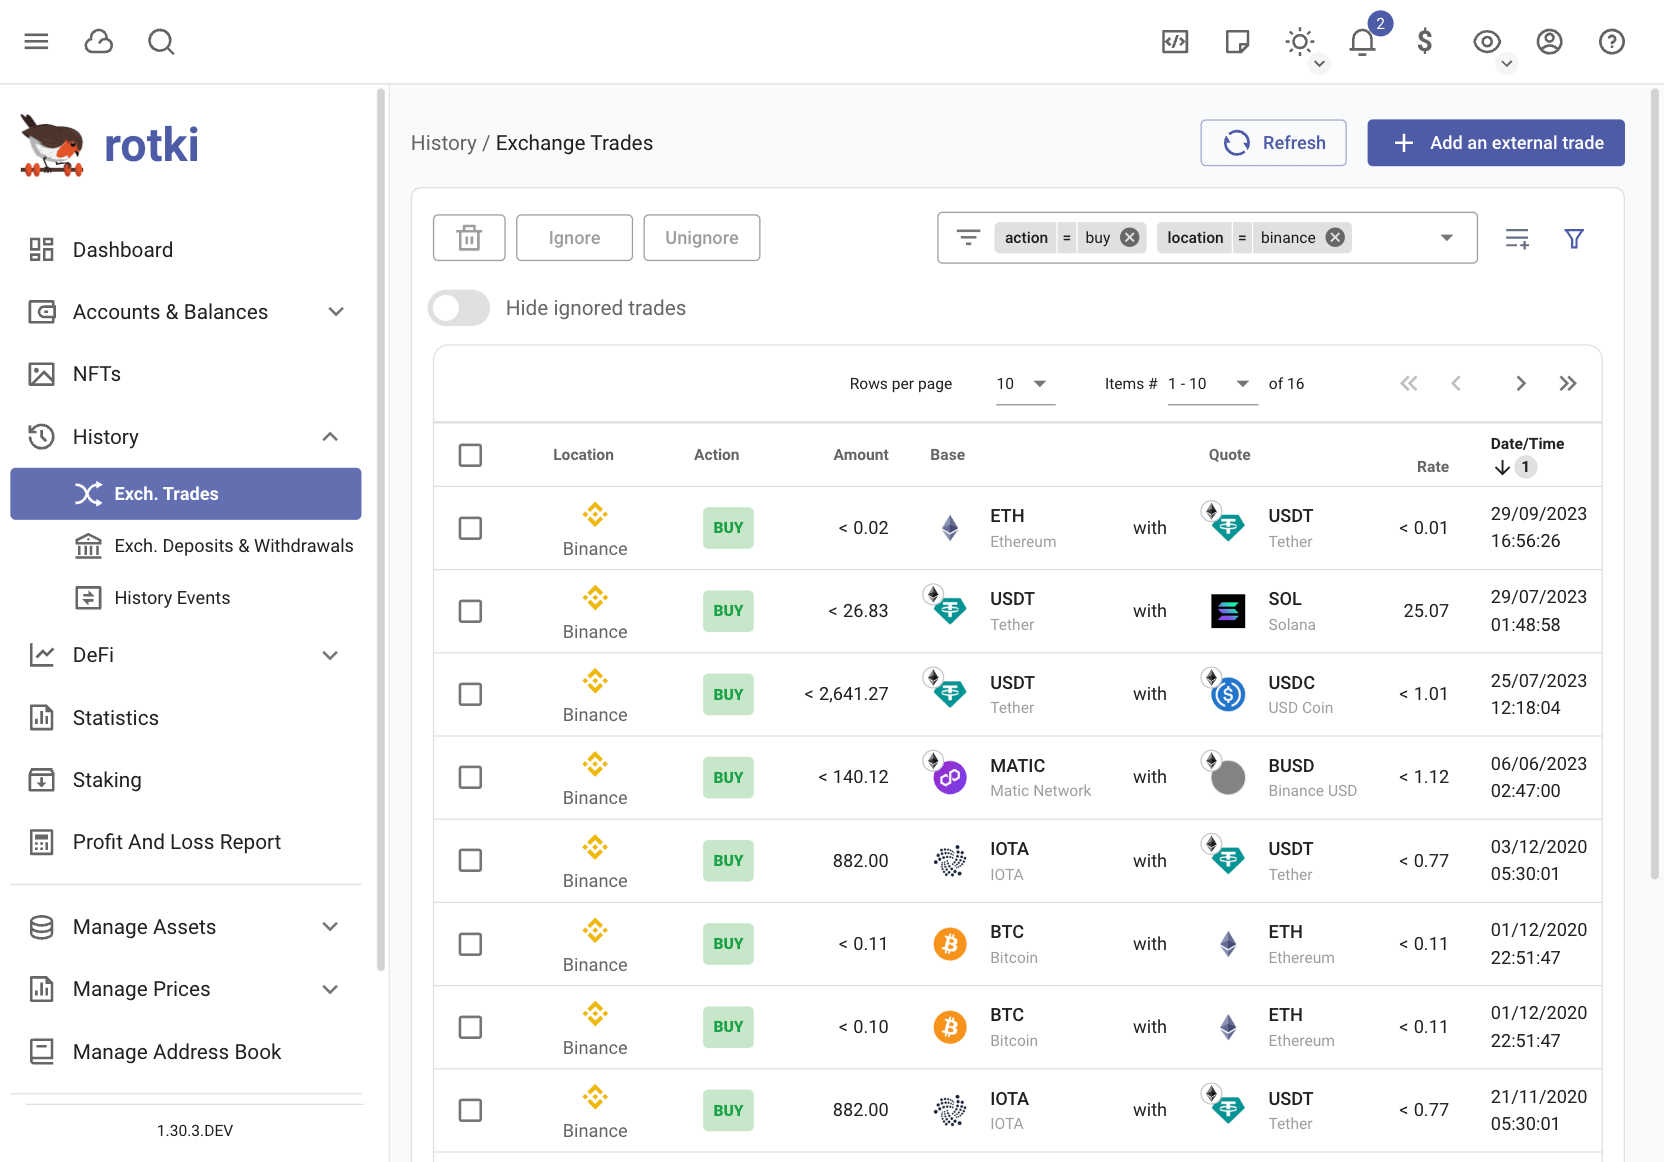 2
rotki
Dashboard
Accounts & Balances
NFTs
History
Exch. Trades
Exch. Deposits & Withdrawals
History Events
DeFi
Statistics
Staking
Profit And Loss Report
Manage Assets
Manage Prices
Manage Address Book
1.30.3.DEV
History / Exchange Trades
Refresh
Add an external trade
Ignore
Unignore
action = buy
location = binance
Hide ignored trades
Rows per page 10 Items # 1 - 10 of 16
Location Action Amount Base Quote Rate Date/Time 1
Binance BUY < 0.02 ETH Ethereum with USDT Tether < 0.01 29/09/2023 16:56:26
Binance BUY < 26.83 USDT Tether with SOL Solana 25.07 29/07/2023 01:48:58
Binance BUY < 2,641.27 USDT Tether with USDC USD Coin < 1.01 25/07/2023 12:18:04
Binance BUY < 140.12 MATIC Matic Network with BUSD Binance USD < 1.12 06/06/2023 02:47:00
Binance BUY 882.00 IOTA IOTA with USDT Tether < 0.77 03/12/2020 05:30:01
Binance BUY < 0.11 BTC Bitcoin with ETH Ethereum < 0.11 01/12/2020 22:51:47
Binance BUY < 0.10 BTC Bitcoin with ETH Ethereum < 0.11 01/12/2020 22:51:47
Binance BUY 882.00 IOTA IOTA with USDT Tether < 0.77 21/11/2020 05:30:01